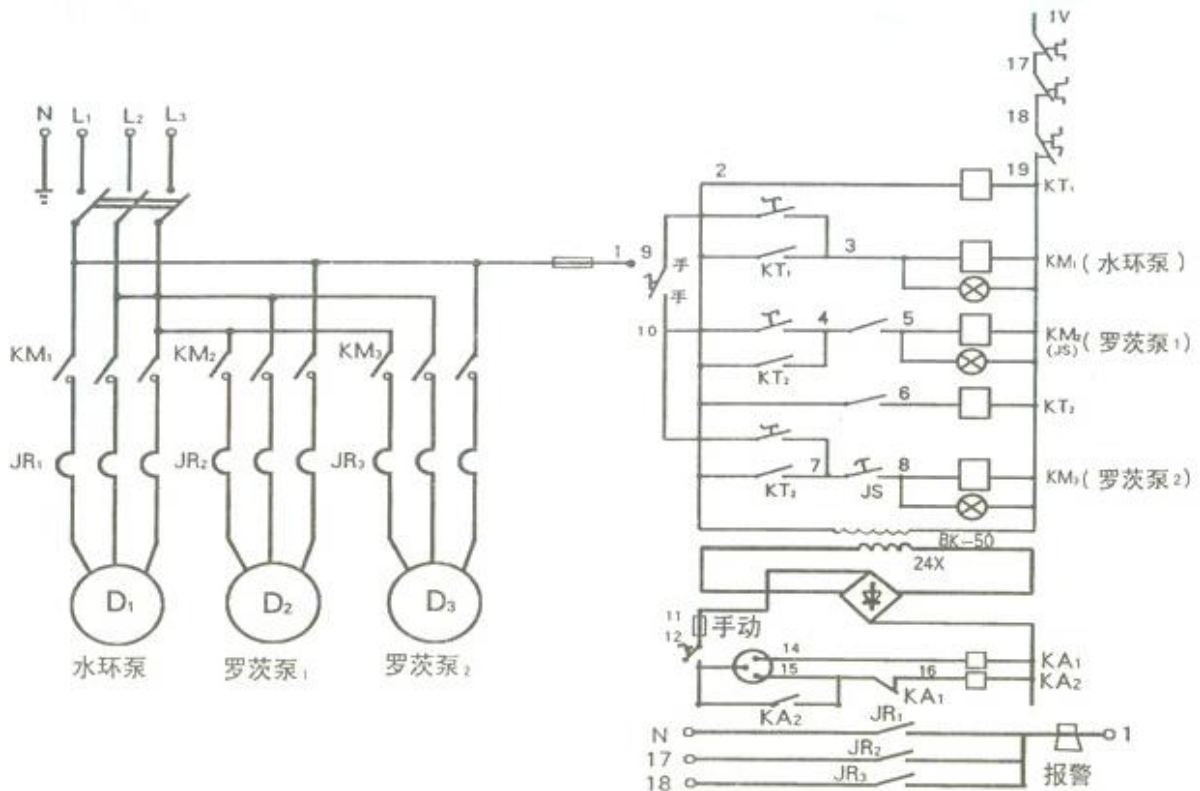 1V
17
18
19
N L₁ L₂ L₃
2
KT₁
1 9 手
手
10
KT₁ 3 KM₁(水环泵)
4 5 KM₂(罗茨泵1)
(JS)
KT₂
6 KT₂
KT₂ 7 JS 8 KM₃(罗茨泵2)
KM₁ KM₂ KM₃
JR₁ JR₂ JR₃
D₁ D₂ D₃
水环泵 罗茨泵1 罗茨泵2
BK-50
24X
11 手动
12
14 KA₁
15 16 KA2
KA₁
KA₂
N JR₁ 1
17 JR₂
18 JR₃ 报警